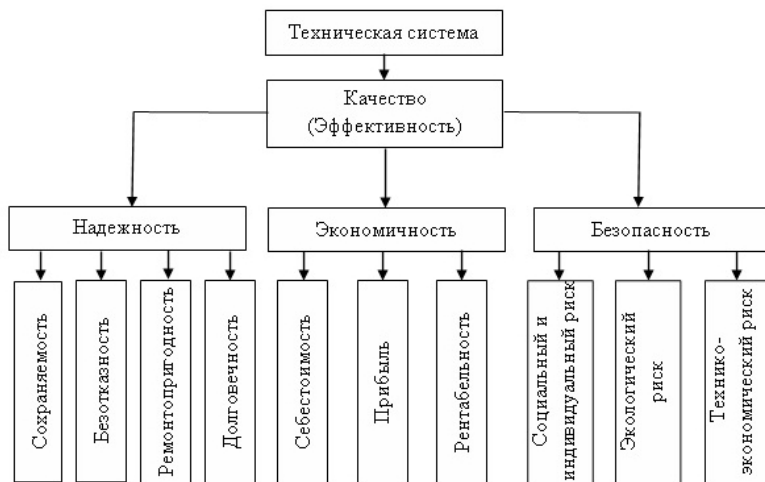 Техническая система
Качество
(Эффективность)
Надежность
Экономичность
Безопасность
Сохраняемость
Безотказность
Ремонтопригодность
Долговечность
Себестоимость
Прибыль
Рентабельность
Социальный и
индивидуальный риск
Экологический
риск
Технико-
экономический риск